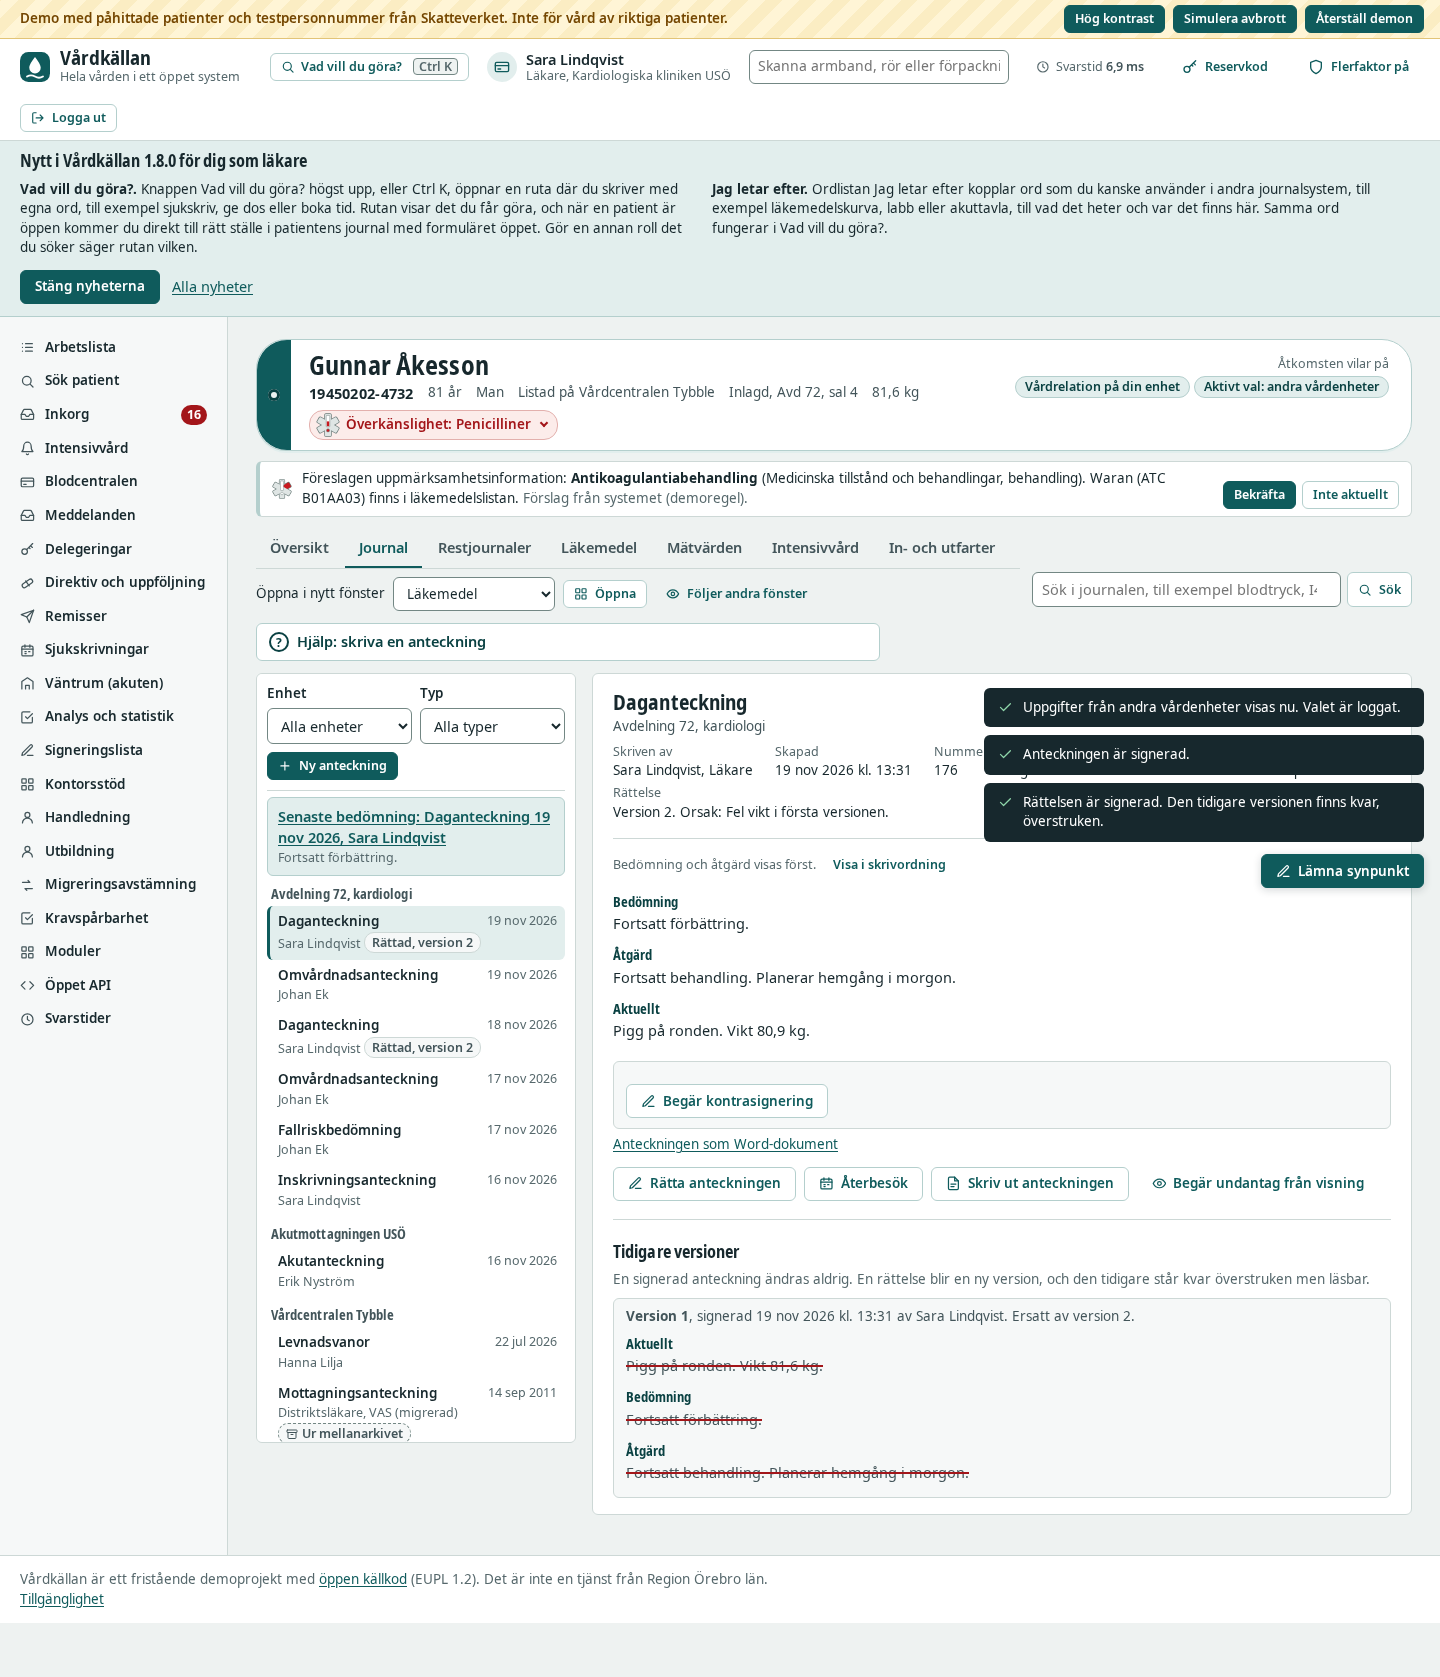 Demo med påhittade patienter och testpersonnummer från Skatteverket. Inte för vård av riktiga patienter.
Hög kontrast
Simulera avbrott
Återställ demon
Vårdkällan
Hela vården i ett öppet system
Vad vill du göra? Ctrl K
Sara Lindqvist
Läkare, Kardiologiska kliniken USÖ
Skanna armband, rör eller förpackni
Svarstid 6,9 ms
Reservkod
Flerfaktor på
Logga ut
Nytt i Vårdkällan 1.8.0 för dig som läkare
Vad vill du göra?. Knappen Vad vill du göra? högst upp, eller Ctrl K, öppnar en ruta där du skriver med
egna ord, till exempel sjukskriv, ge dos eller boka tid. Rutan visar det du får göra, och när en patient är
öppen kommer du direkt till rätt ställe i patientens journal med formuläret öppet. Gör en annan roll det
du söker säger rutan vilken.
Jag letar efter. Ordlistan Jag letar efter kopplar ord som du kanske använder i andra journalsystem, till
exempel läkemedelskurva, labb eller akuttavla, till vad det heter och var det finns här. Samma ord
fungerar i Vad vill du göra?.
Stäng nyheterna
Alla nyheter
Arbetslista
Sök patient
Inkorg 16
Intensivvård
Blodcentralen
Meddelanden
Delegeringar
Direktiv och uppföljning
Remisser
Sjukskrivningar
Väntrum (akuten)
Analys och statistik
Signeringslista
Kontorsstöd
Handledning
Utbildning
Migreringsavstämning
Kravspårbarhet
Moduler
Öppet API
Svarstider
Gunnar Åkesson
19450202-4732 81 år Man Listad på Vårdcentralen Tybble Inlagd, Avd 72, sal 4 81,6 kg
Överkänslighet: Penicilliner
Åtkomsten vilar på
Vårdrelation på din enhet
Aktivt val: andra vårdenheter
Föreslagen uppmärksamhetsinformation: Antikoagulantiabehandling (Medicinska tillstånd och behandlingar, behandling). Waran (ATC
B01AA03) finns i läkemedelslistan. Förslag från systemet (demoregel).
Bekräfta
Inte aktuellt
Översikt
Journal
Restjournaler
Läkemedel
Mätvärden
Intensivvård
In- och utfarter
Öppna i nytt fönster
Läkemedel
Öppna
Följer andra fönster
Sök i journalen, till exempel blodtryck, I
Sök
? Hjälp: skriva en anteckning
Enhet
Typ
Alla enheter
Alla typer
Ny anteckning
Senaste bedömning: Daganteckning 19
nov 2026, Sara Lindqvist
Fortsatt förbättring.
Avdelning 72, kardiologi
Daganteckning 19 nov 2026
Sara Lindqvist Rättad, version 2
Omvårdnadsanteckning 19 nov 2026
Johan Ek
Daganteckning 18 nov 2026
Sara Lindqvist Rättad, version 2
Omvårdnadsanteckning 17 nov 2026
Johan Ek
Fallriskbedömning 17 nov 2026
Johan Ek
Inskrivningsanteckning 16 nov 2026
Sara Lindqvist
Akutmottagningen USÖ
Akutanteckning 16 nov 2026
Erik Nyström
Vårdcentralen Tybble
Levnadsvanor 22 jul 2026
Hanna Lilja
Mottagningsanteckning 14 sep 2011
Distriktsläkare, VAS (migrerad)
Ur mellanarkivet
Daganteckning
Avdelning 72, kardiologi
Skriven av
Sara Lindqvist, Läkare
Skapad
19 nov 2026 kl. 13:31
Numme
176
Rättelse
Version 2. Orsak: Fel vikt i första versionen.
Uppgifter från andra vårdenheter visas nu. Valet är loggat.
Anteckningen är signerad.
Rättelsen är signerad. Den tidigare versionen finns kvar,
överstruken.
Lämna synpunkt
Bedömning och åtgärd visas först. Visa i skrivordning
Bedömning
Fortsatt förbättring.
Åtgärd
Fortsatt behandling. Planerar hemgång i morgon.
Aktuellt
Pigg på ronden. Vikt 80,9 kg.
Begär kontrasignering
Anteckningen som Word-dokument
Rätta anteckningen
Återbesök
Skriv ut anteckningen
Begär undantag från visning
Tidigare versioner
En signerad anteckning ändras aldrig. En rättelse blir en ny version, och den tidigare står kvar överstruken men läsbar.
Version 1, signerad 19 nov 2026 kl. 13:31 av Sara Lindqvist. Ersatt av version 2.
Aktuellt
Pigg på ronden. Vikt 81,6 kg.
Bedömning
Fortsatt förbättring.
Åtgärd
Fortsatt behandling. Planerar hemgång i morgon.
Vårdkällan är ett fristående demoprojekt med öppen källkod (EUPL 1.2). Det är inte en tjänst från Region Örebro län.
Tillgänglighet